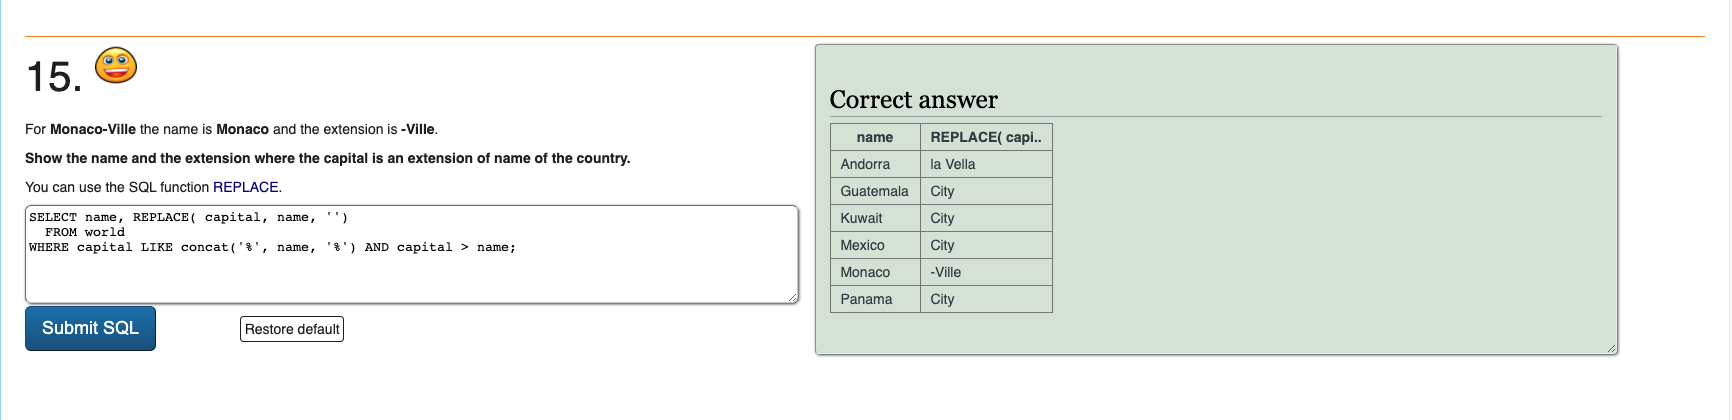 15.
For Monaco-Ville the name is Monaco and the extension is -Ville.
Show the name and the extension where the capital is an extension of name of the country.
You can use the SQL function REPLACE.
SELECT name, REPLACE( capital, name, '')
  FROM world
WHERE capital LIKE concat('%', name, '%') AND capital > name;
Submit SQL
Restore default
Correct answer
name REPLACE( capi..
Andorra la Vella
Guatemala City
Kuwait City
Mexico City
Monaco -Ville
Panama City